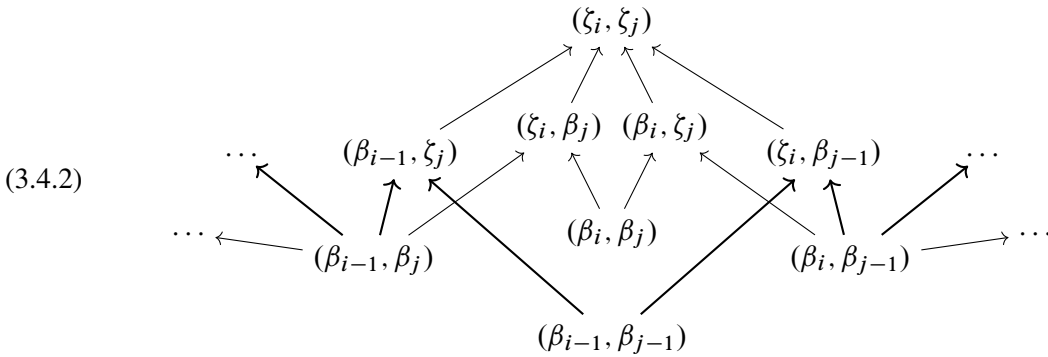 (ζ_i, ζ_j)
(ζ_i, β_j) (β_i, ζ_j)
··· (β_{i−1}, ζ_j) (ζ_i, β_{j−1}) ···
(3.4.2)
··· (β_{i−1}, β_j) (β_i, β_j) (β_i, β_{j−1}) ···
(β_{i−1}, β_{j−1})